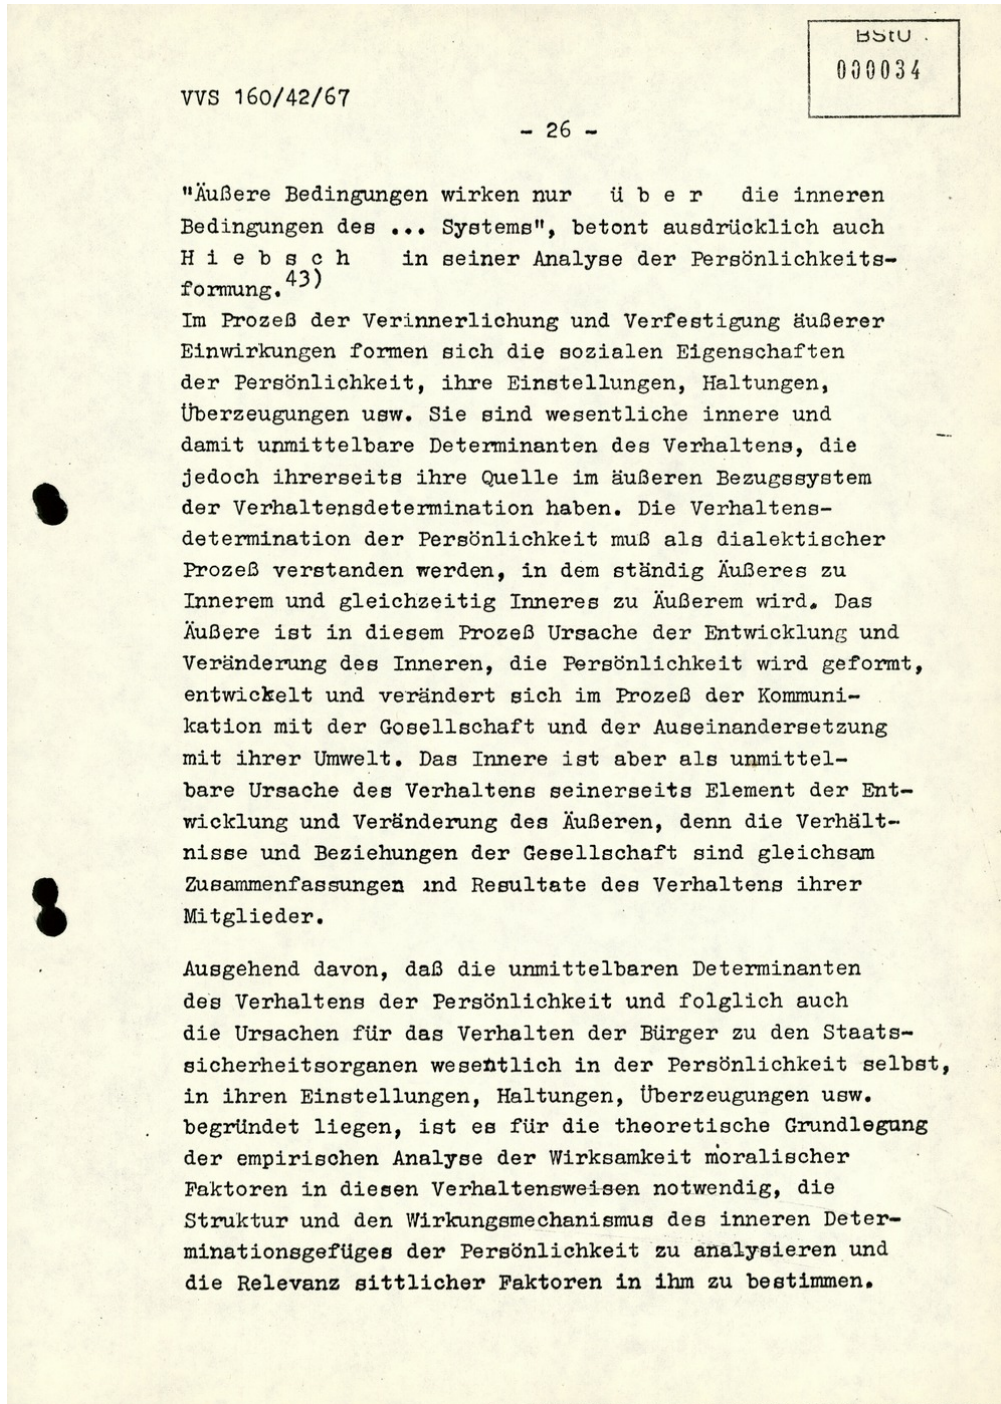 BStU
000034
VVS 160/42/67
- 26 -
"Äußere Bedingungen wirken nur ü b e r die inneren
Bedingungen des ... Systems", betont ausdrücklich auch
H i e b s c h in seiner Analyse der Persönlichkeits-
formung.43)
Im Prozeß der Verinnerlichung und Verfestigung äußerer
Einwirkungen formen sich die sozialen Eigenschaften
der Persönlichkeit, ihre Einstellungen, Haltungen,
Überzeugungen usw. Sie sind wesentliche innere und
damit unmittelbare Determinanten des Verhaltens, die
jedoch ihrerseits ihre Quelle im äußeren Bezugssystem
der Verhaltensdetermination haben. Die Verhaltens-
determination der Persönlichkeit muß als dialektischer
Prozeß verstanden werden, in dem ständig Äußeres zu
Innerem und gleichzeitig Inneres zu Äußerem wird. Das
Äußere ist in diesem Prozeß Ursache der Entwicklung und
Veränderung des Inneren, die Persönlichkeit wird geformt,
entwickelt und verändert sich im Prozeß der Kommuni-
kation mit der Gosellschaft und der Auseinandersetzung
mit ihrer Umwelt. Das Innere ist aber als unmittel-
bare Ursache des Verhaltens seinerseits Element der Ent-
wicklung und Veränderung des Äußeren, denn die Verhält-
nisse und Beziehungen der Gesellschaft sind gleichsam
Zusammenfassungen und Resultate des Verhaltens ihrer
Mitglieder.
Ausgehend davon, daß die unmittelbaren Determinanten
des Verhaltens der Persönlichkeit und folglich auch
die Ursachen für das Verhalten der Bürger zu den Staats-
sicherheitsorganen wesentlich in der Persönlichkeit selbst,
in ihren Einstellungen, Haltungen, Überzeugungen usw.
begründet liegen, ist es für die theoretische Grundlegung
der empirischen Analyse der Wirksamkeit moralischer
Faktoren in diesen Verhaltensweisen notwendig, die
Struktur und den Wirkungsmechanismus des inneren Deter-
minationsgefüges der Persönlichkeit zu analysieren und
die Relevanz sittlicher Faktoren in ihm zu bestimmen.